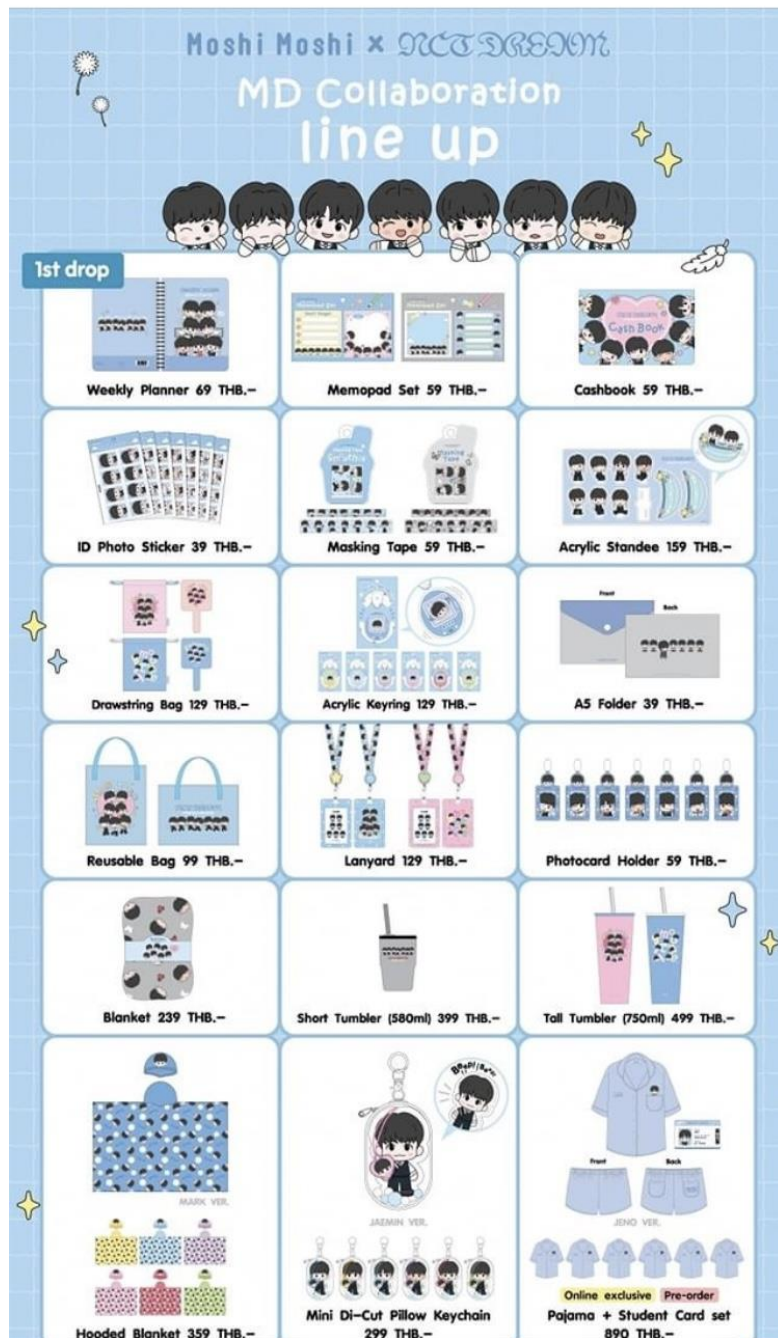 Moshi Moshi × NCT DREAM
MD Collaboration
line up
1st drop
Weekly Planner 69 THB.-
Memopad Set 59 THB.-
Cash Book
Cashbook 59 THB.-
ID Photo Sticker 39 THB.-
Masking Tape
Masking Tape 59 THB.-
Acrylic Standee 159 THB.-
Drawstring Bag 129 THB.-
Acrylic Keyring 129 THB.-
Front
Back
A5 Folder 39 THB.-
Reusable Bag 99 THB.-
Lanyard 129 THB.-
Photocard Holder 59 THB.-
Blanket 239 THB.-
Short Tumbler (580ml) 399 THB.-
Tall Tumbler (750ml) 499 THB.-
MARK VER.
Hooded Blanket 359 THB.-
JAEMIN VER.
Mini Di-Cut Pillow Keychain
299 THB.-
Front
Back
JENO VER.
Online exclusive
Pre-order
Pajama + Student Card set
890 THB.-